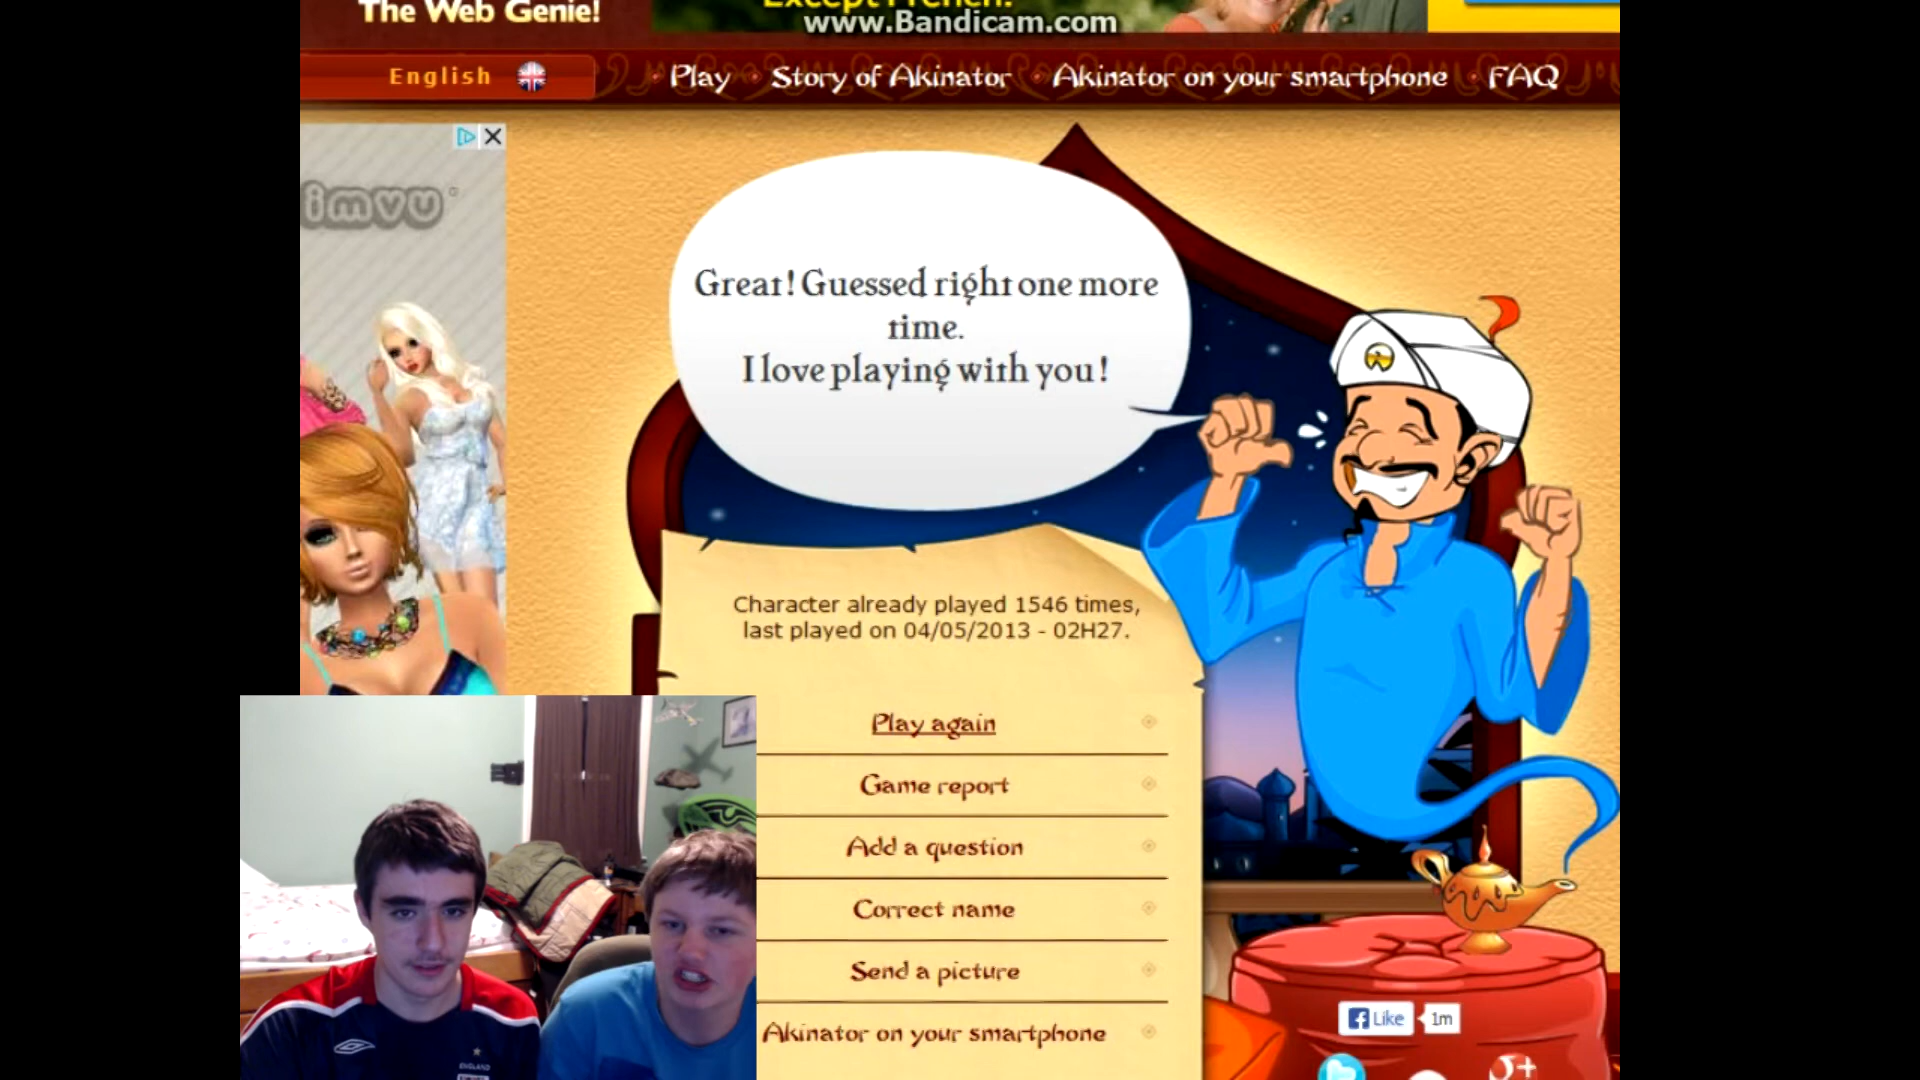 The Web Genie!
www.Bandicam.com
English
Play
Story of Akinator
Akinator on your smartphone
FAQ
imvu
Great! Guessed right one more
time.
I love playing with you!
Character already played 1546 times,
last played on 04/05/2013 - 02H27.
Play again
Game report
Add a question
Correct name
Send a picture
Akinator on your smartphone
Like
1m
g+
ENGLAND